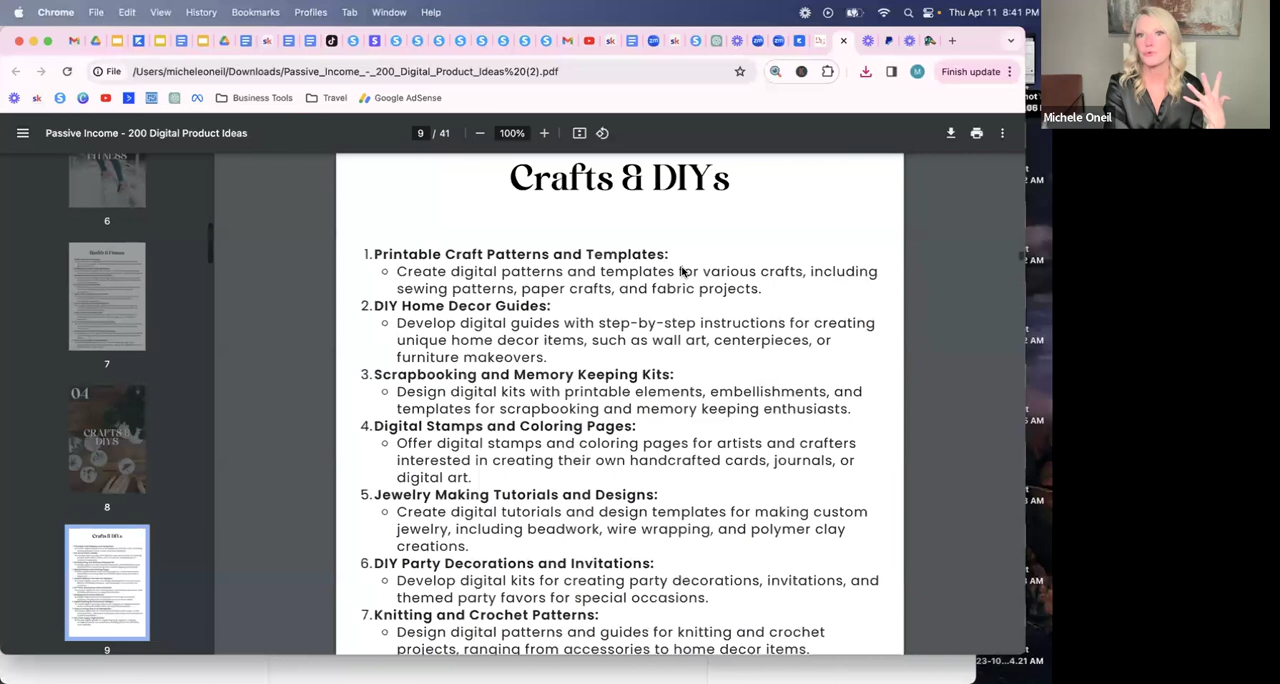 Chrome File Edit View History Bookmarks Profiles Tab Window Help
Thu Apr 11 8:41 PM
File /Users/micheleoneil/Downloads/Passive_Income_-_200_Digital_Product_Ideas%20(2).pdf
Finish update
Business Tools Travel Google AdSense
Michele Oneil
Passive Income - 200 Digital Product Ideas
9 / 41
100%
6
7
04
CRAFTS &
DIYS
8
9
Crafts & DIYs
1. Printable Craft Patterns and Templates:
Create digital patterns and templates for various crafts, including
sewing patterns, paper crafts, and fabric projects.
2. DIY Home Decor Guides:
Develop digital guides with step-by-step instructions for creating
unique home decor items, such as wall art, centerpieces, or
furniture makeovers.
3. Scrapbooking and Memory Keeping Kits:
Design digital kits with printable elements, embellishments, and
templates for scrapbooking and memory keeping enthusiasts.
4. Digital Stamps and Coloring Pages:
Offer digital stamps and coloring pages for artists and crafters
interested in creating their own handcrafted cards, journals, or
digital art.
5. Jewelry Making Tutorials and Designs:
Create digital tutorials and design templates for making custom
jewelry, including beadwork, wire wrapping, and polymer clay
creations.
6. DIY Party Decorations and Invitations:
Develop digital kits for creating party decorations, invitations, and
themed party favors for special occasions.
7. Knitting and Crochet Patterns:
Design digital patterns and guides for knitting and crochet
projects, ranging from accessories to home decor items.
23-10...4.21 AM